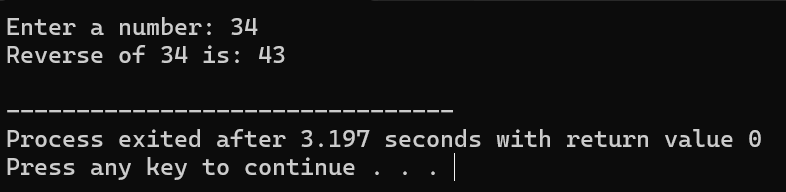 Enter a number: 34
Reverse of 34 is: 43
--------------------------------
Process exited after 3.197 seconds with return value 0
Press any key to continue . . .